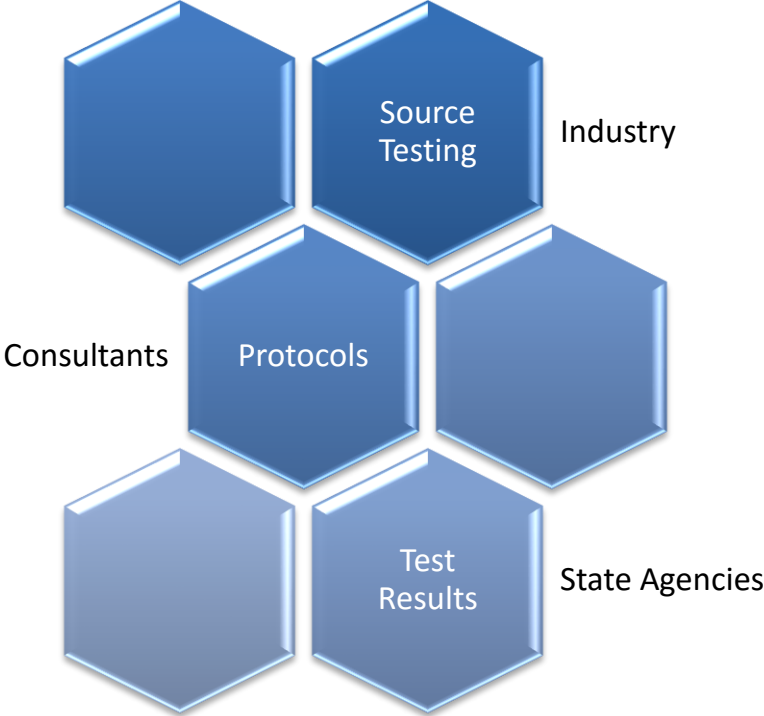 Source
Testing
Industry
Consultants
Protocols
Test
Results
State Agencies